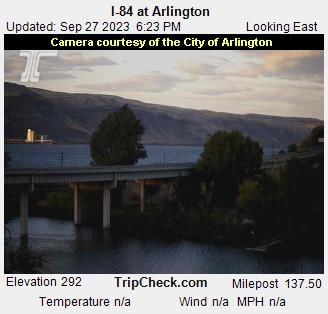 I-84 at Arlington
Updated: Sep 27 2023 6:23 PM Looking East
Camera courtesy of the City of Arlington
Elevation 292 TripCheck.com Milepost 137.50
Temperature n/a Wind n/a MPH n/a